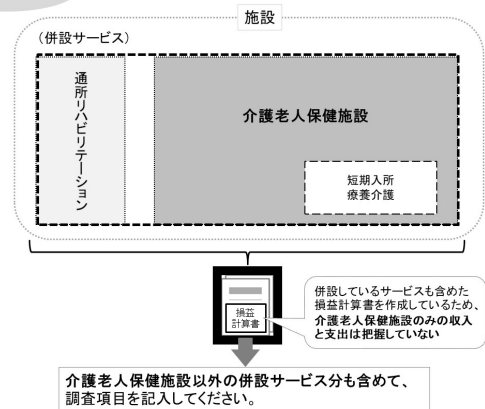 施設
（併設サービス）
通所リハビリテーション
介護老人保健施設
短期入所
療養介護
損益
計算書
併設しているサービスも含めた
損益計算書を作成しているため、
介護老人保健施設のみの収入
と支出は把握していない
介護老人保健施設以外の併設サービス分も含めて、
調査項目を記入してください。